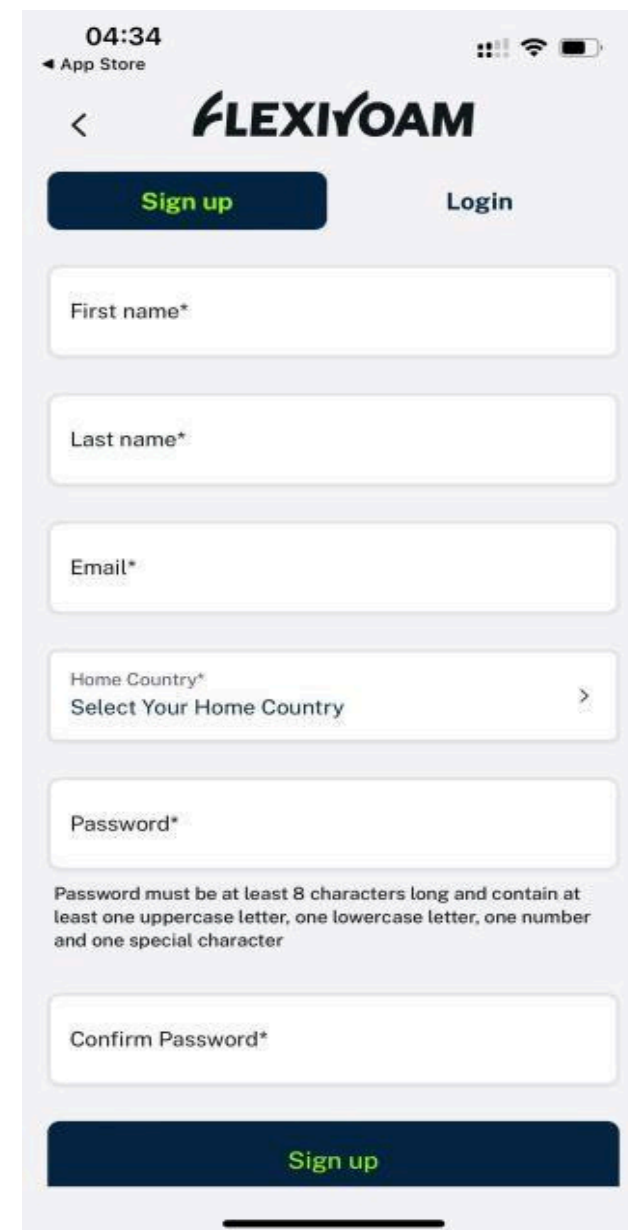 04:34
◀ App Store
<
FLEXIROAM
Sign up
Login
First name*
Last name*
Email*
Home Country*
Select Your Home Country
>
Password*
Password must be at least 8 characters long and contain at
least one uppercase letter, one lowercase letter, one number
and one special character
Confirm Password*
Sign up